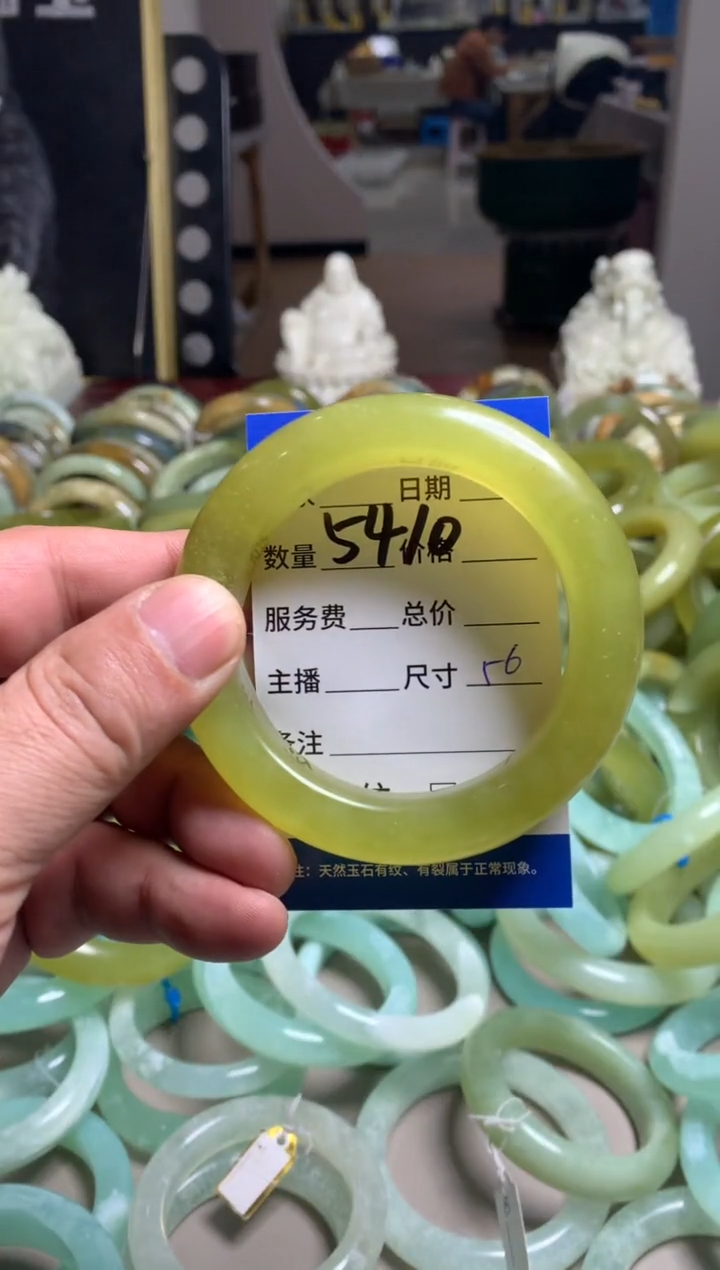 日期
数量 5410 价格
服务费 总价
主播 尺寸 56
备注
注：天然玉石有纹、有裂属于正常现象。